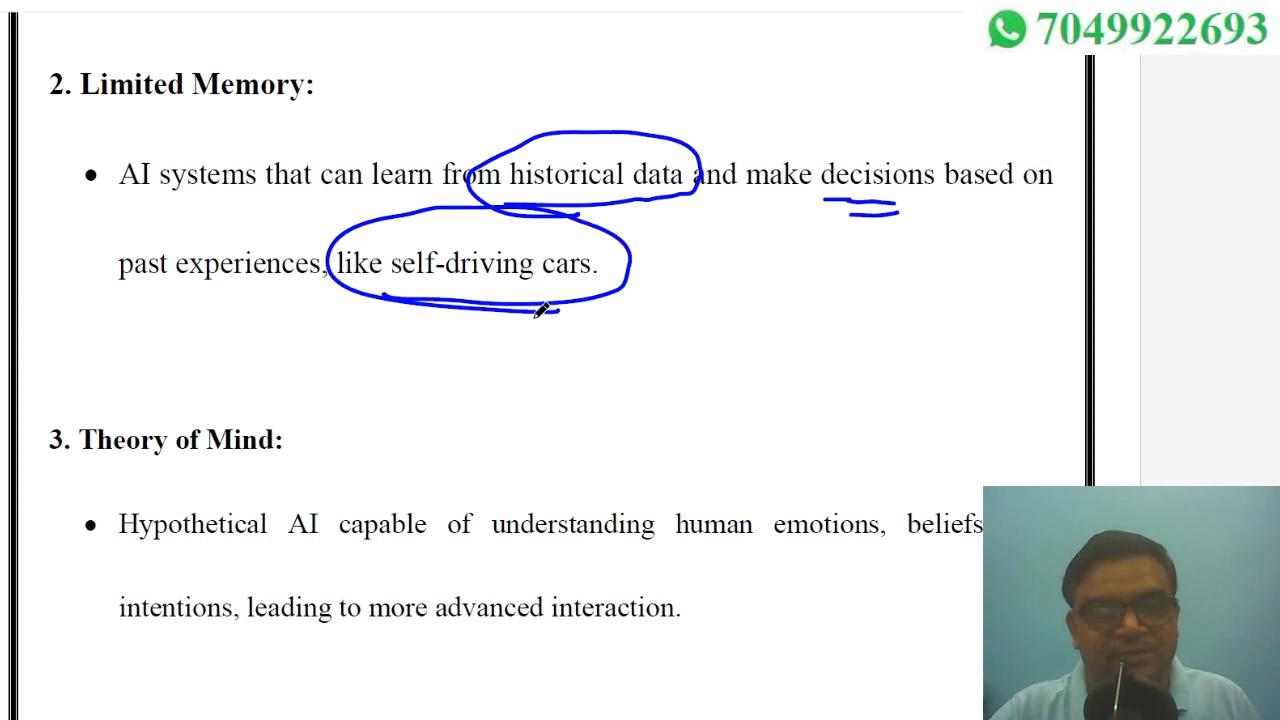 7049922693
2. Limited Memory:
• AI systems that can learn from historical data and make decisions based on
past experiences, like self-driving cars.
3. Theory of Mind:
• Hypothetical AI capable of understanding human emotions, beliefs
intentions, leading to more advanced interaction.